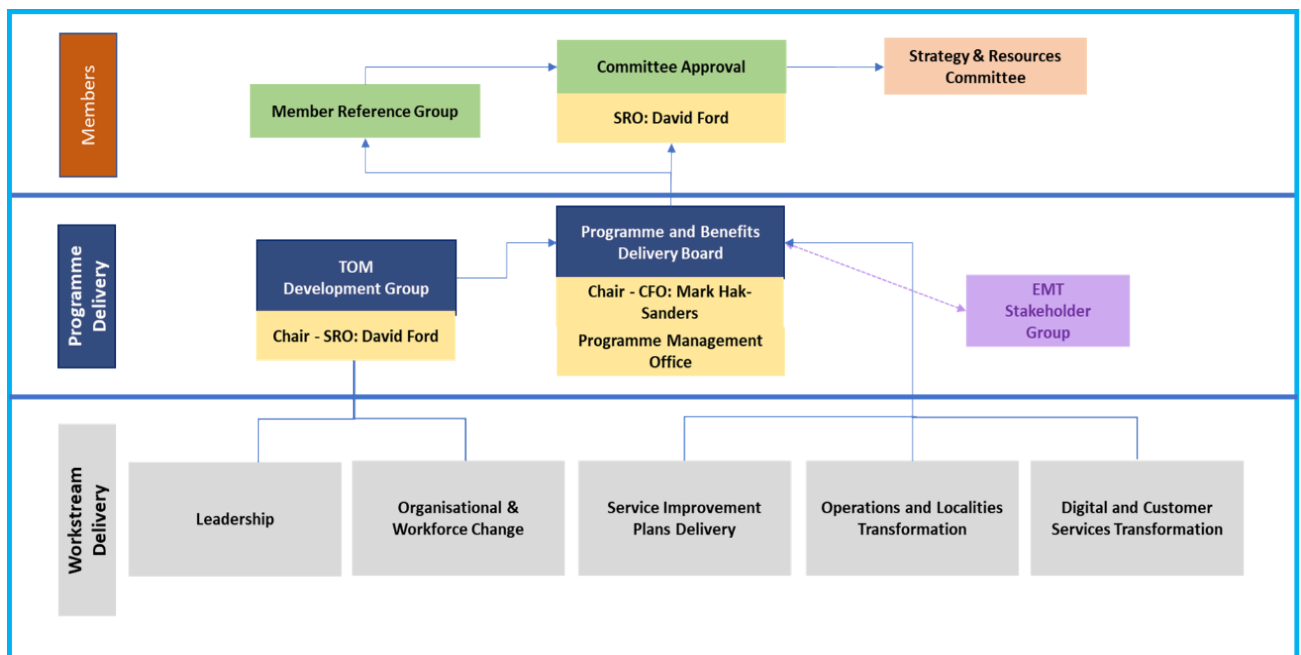 Members
Member Reference Group
Committee Approval
SRO: David Ford
Strategy & Resources
Committee
Programme
Delivery
TOM
Development Group
Chair - SRO: David Ford
Programme and Benefits
Delivery Board
Chair - CFO: Mark Hak-
Sanders
Programme Management
Office
EMT
Stakeholder
Group
Workstream
Delivery
Leadership
Organisational &
Workforce Change
Service Improvement
Plans Delivery
Operations and Localities
Transformation
Digital and Customer
Services Transformation